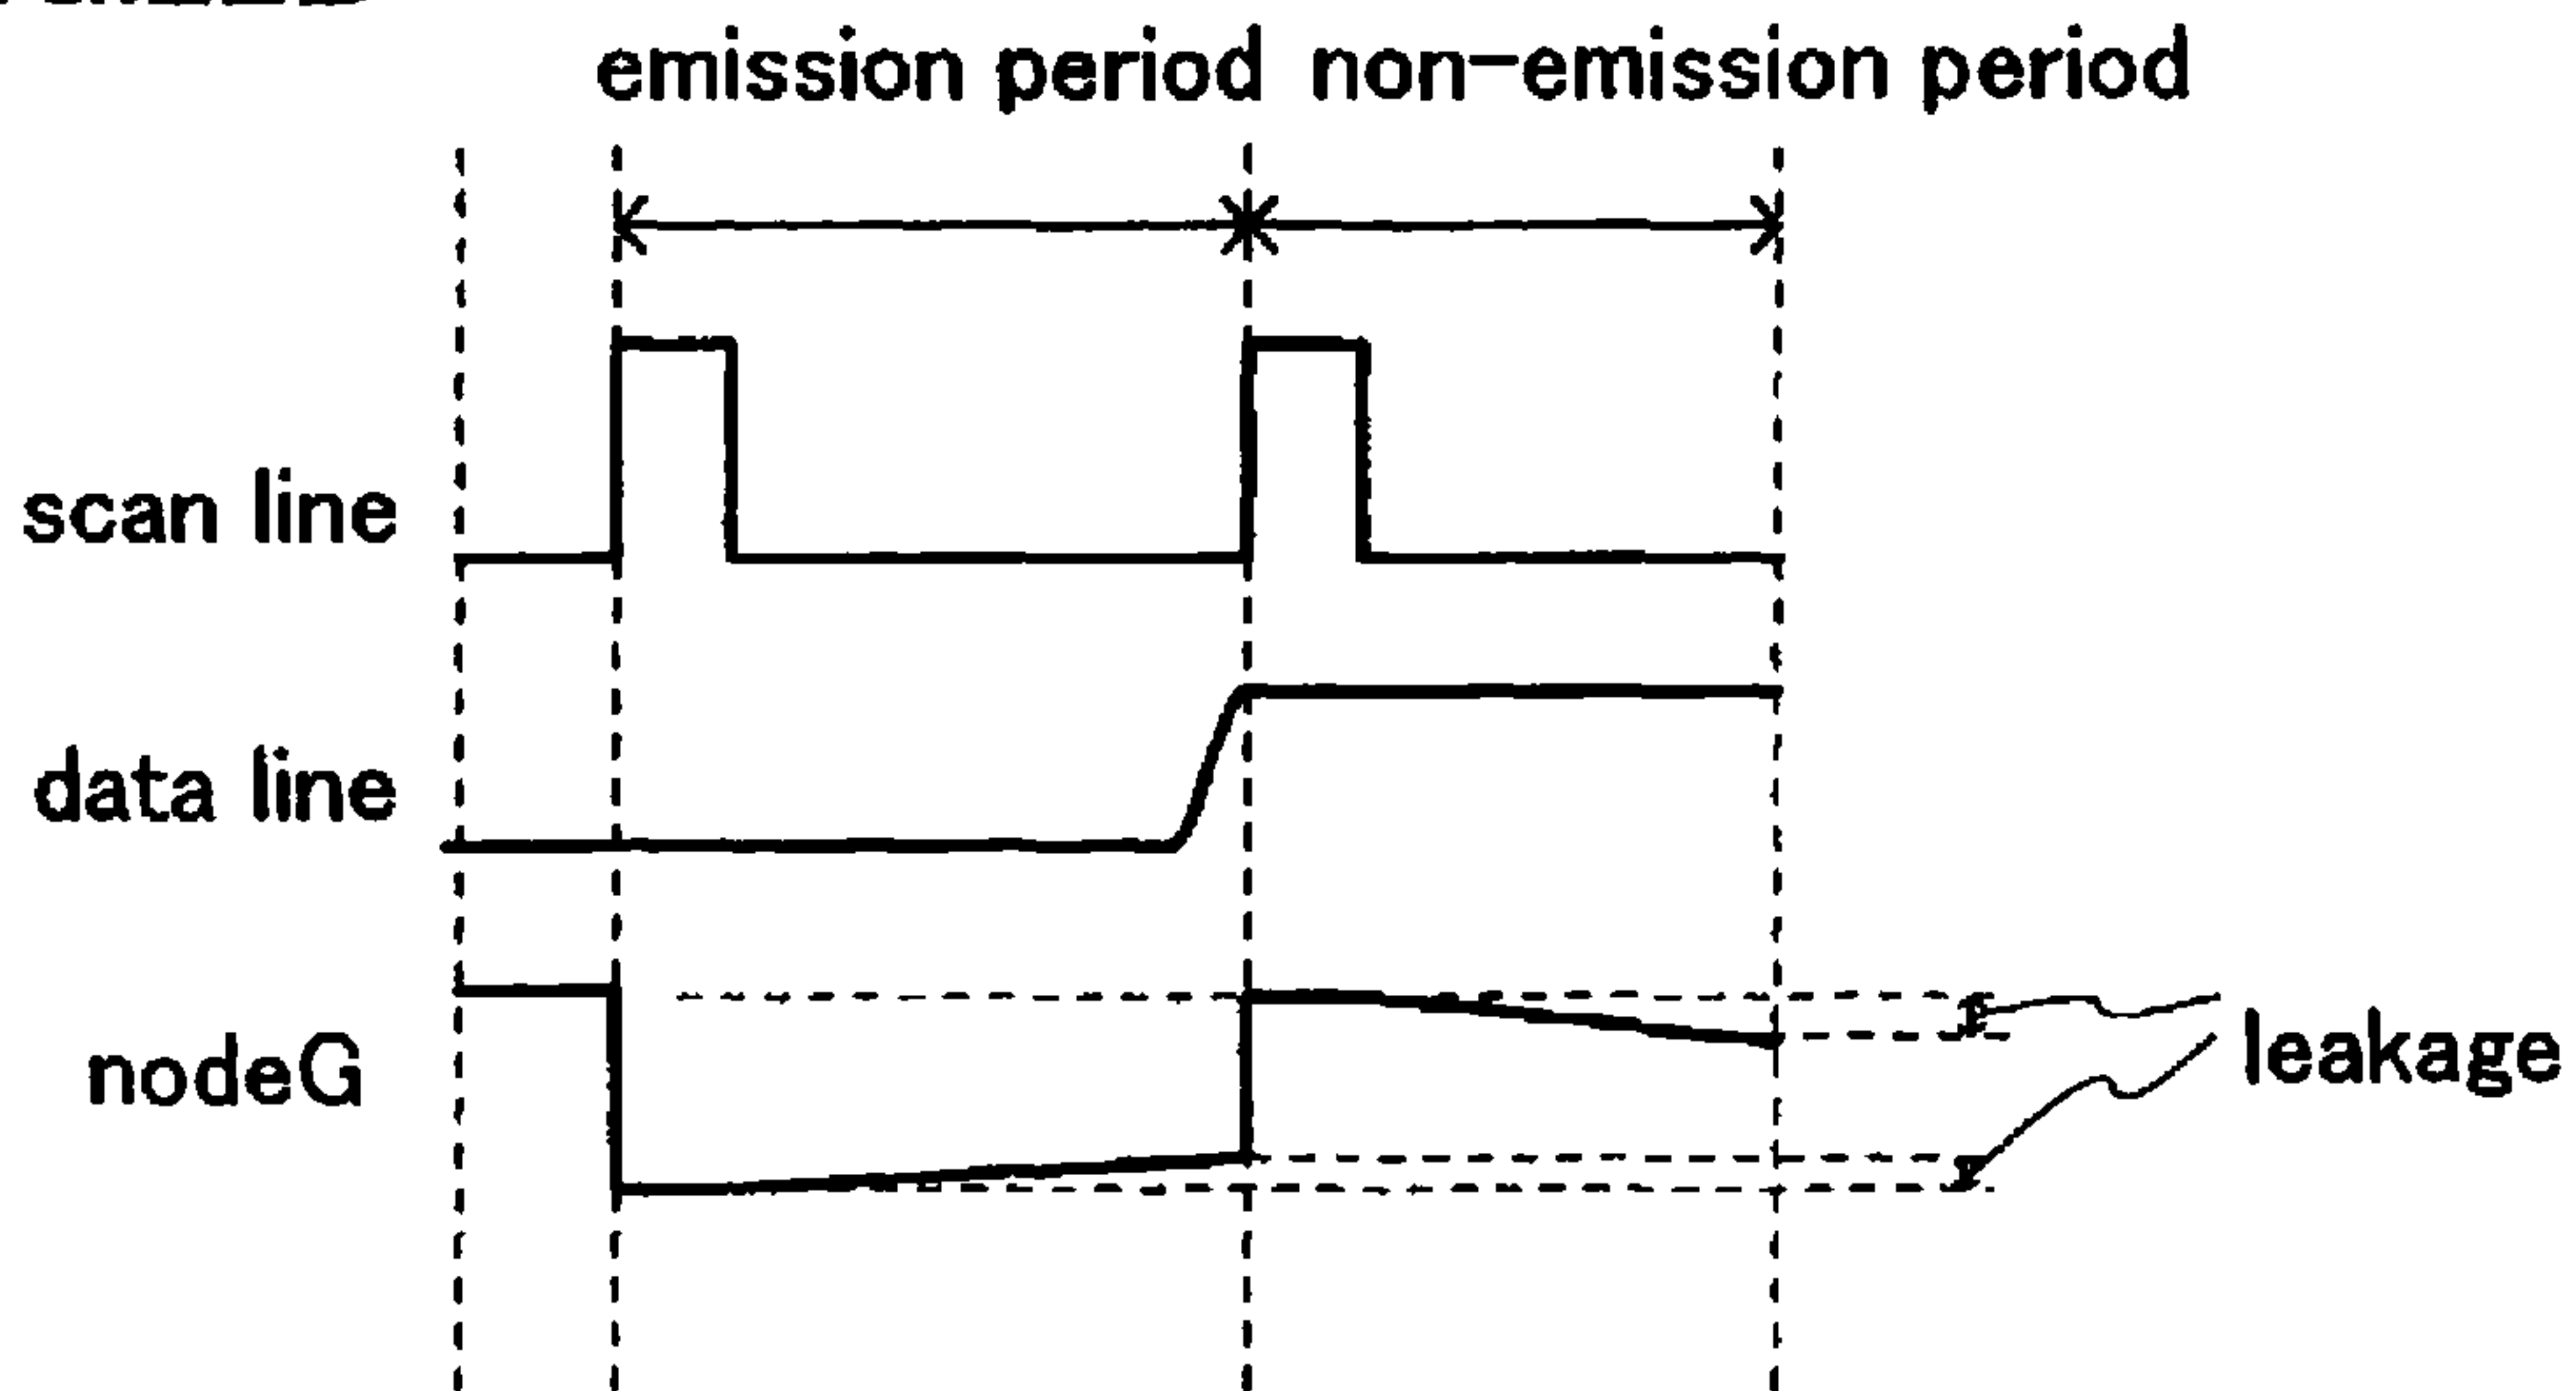 emission period non-emission period
scan line
data line
nodeG
leakage